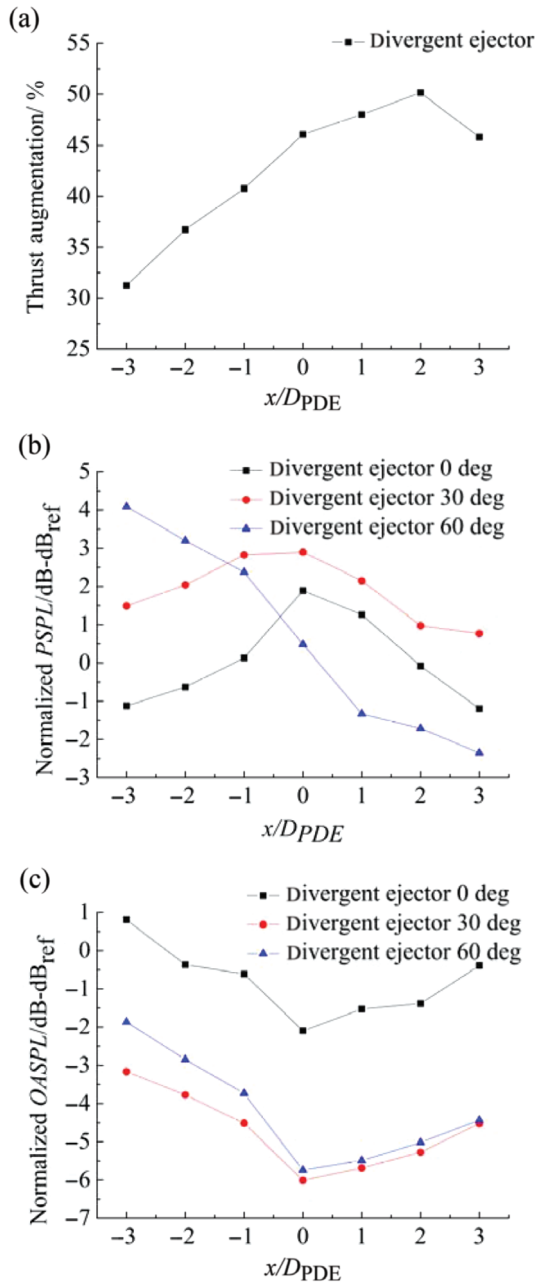 (a)
Divergent ejector
Thrust augmentation/ %
55
50
45
40
35
30
25
−3 −2 −1 0 1 2 3
x/DPDE
(b)
Divergent ejector 0 deg
Divergent ejector 30 deg
Divergent ejector 60 deg
Normalized PSPL/dB-dBref
5
4
3
2
1
0
−1
−2
−3
−3 −2 −1 0 1 2 3
x/DPDE
(c)
Divergent ejector 0 deg
Divergent ejector 30 deg
Divergent ejector 60 deg
Normalized OASPL/dB-dBref
1
0
−1
−2
−3
−4
−5
−6
−7
−3 −2 −1 0 1 2 3
x/DPDE